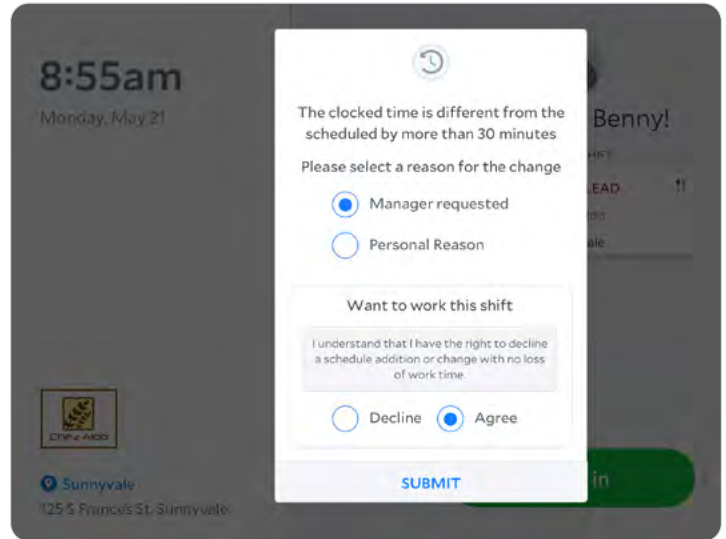 8:55am
Monday, May 21
The clocked time is different from the
scheduled by more than 30 minutes
Please select a reason for the change
Manager requested
Personal Reason
Want to work this shift
I understand that I have the right to decline
a schedule addition or change with no loss
of work time.
Decline Agree
SUBMIT
Benny!
LEAD
Sunnyvale
125 S Frances St, Sunnyvale
in